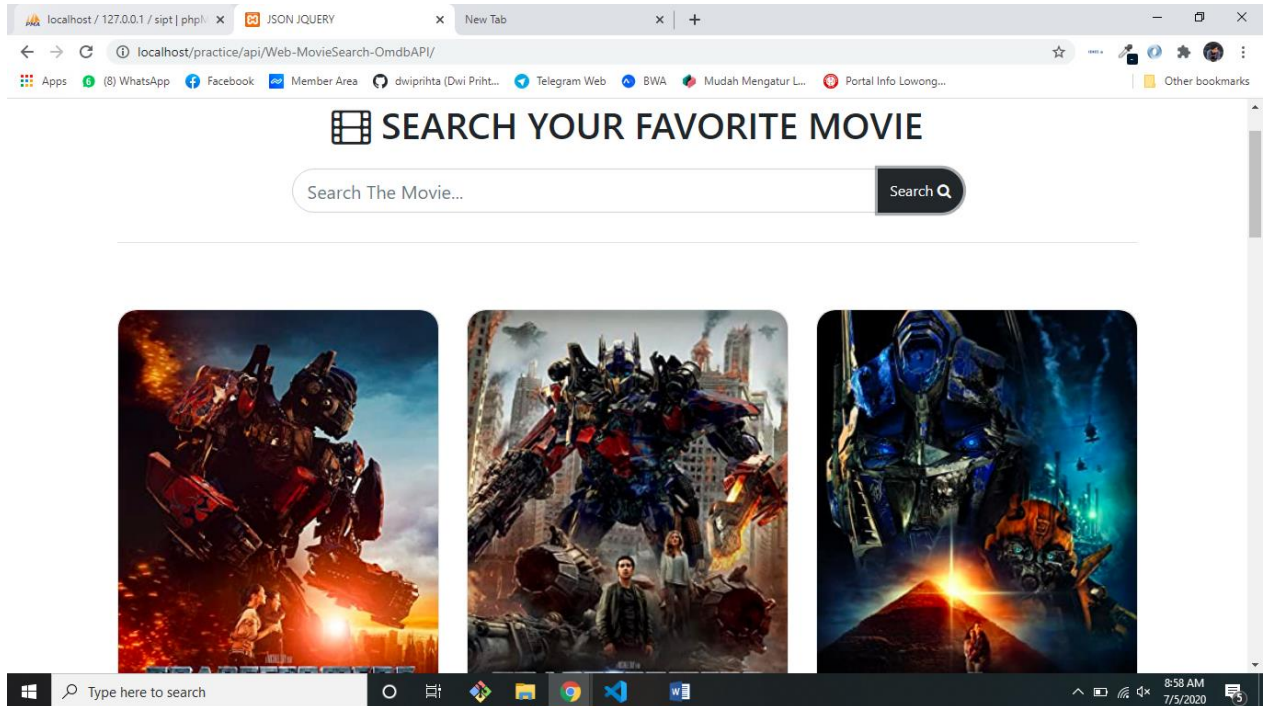 localhost / 127.0.0.1 / sipt | phpM
JSON JQUERY
New Tab
localhost/practice/api/Web-MovieSearch-OmdbAPI/
Apps
(8) WhatsApp
Facebook
Member Area
dwiprihta (Dwi Priht...
Telegram Web
BWA
Mudah Mengatur L...
Portal Info Lowong...
Other bookmarks
SEARCH YOUR FAVORITE MOVIE
Search The Movie...
Search
Type here to search
8:58 AM
7/5/2020
5